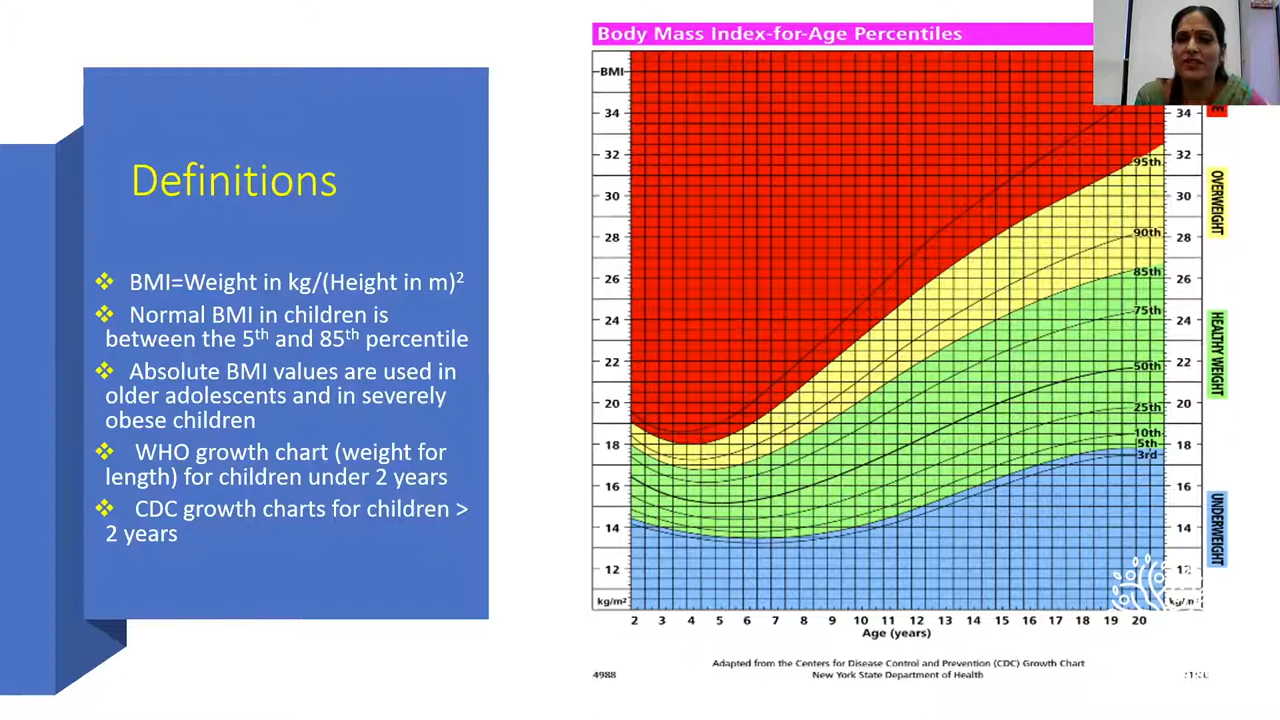 Definitions
❖ BMI=Weight in kg/(Height in m)²
❖ Normal BMI in children is
between the 5th and 85th percentile
❖ Absolute BMI values are used in
older adolescents and in severely
obese children
❖ WHO growth chart (weight for
length) for children under 2 years
❖ CDC growth charts for children >
2 years
Body Mass Index-for-Age Percentiles
BMI
34 34
32 95th 32
30 30
28 90th 28
26 85th 26
24 75th 24
22 50th 22
20 25th 20
18 10th 18
5th
3rd
16 16
14 14
12 12
kg/m² kg/m²
2 3 4 5 6 7 8 9 10 11 12 13 14 15 16 17 18 19 20
Age (years)
OVERWEIGHT
HEALTHY WEIGHT
UNDERWEIGHT
Adapted from the Centers for Disease Control and Prevention (CDC) Growth Chart
4988 New York State Department of Health